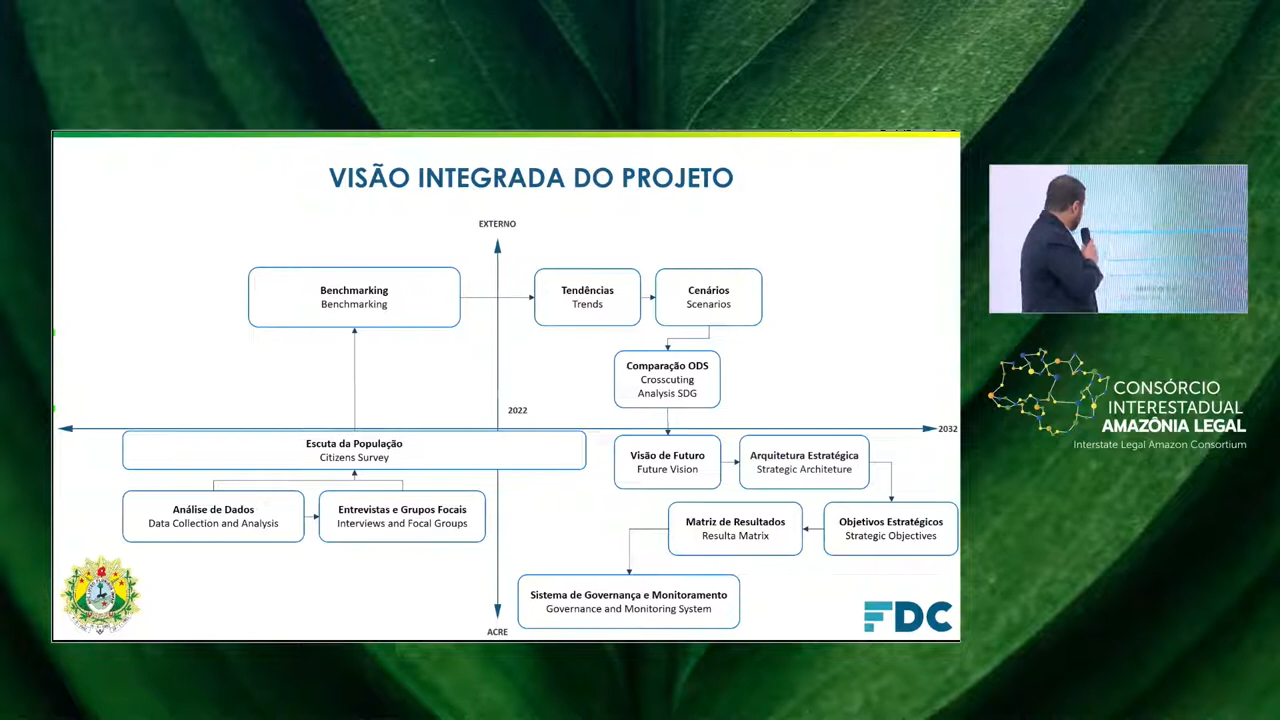 VISÃO INTEGRADA DO PROJETO
EXTERNO
Benchmarking
Benchmarking
Tendências
Trends
Cenários
Scenarios
Comparação ODS
Crosscuting
Analysis SDG
2022
2032
Escuta da População
Citizens Survey
Visão de Futuro
Future Vision
Arquitetura Estratégica
Strategic Architeture
Análise de Dados
Data Collection and Analysis
Entrevistas e Grupos Focais
Interviews and Focal Groups
Matriz de Resultados
Resulta Matrix
Objetivos Estratégicos
Strategic Objectives
Sistema de Governança e Monitoramento
Governance and Monitoring System
ACRE
FDC
CONSÓRCIO
INTERESTADUAL
AMAZÔNIA LEGAL
Interstate Legal Amazon Consortium